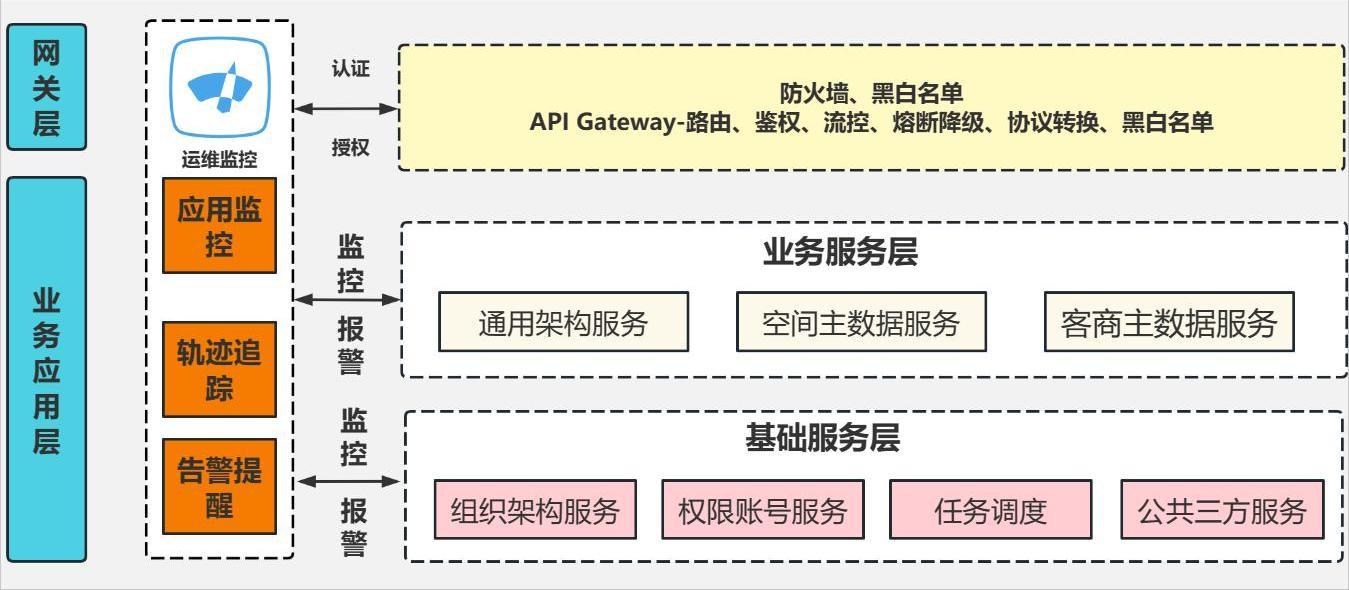 网
关
层
业
务
应
用
层
运维监控
应用监
控
轨迹追
踪
告警提
醒
认证
授权
防火墙、黑白名单
API Gateway-路由、鉴权、流控、熔断降级、协议转换、黑白名单
监
控
报
警
业务服务层
通用架构服务
空间主数据服务
客商主数据服务
监
控
报
警
基础服务层
组织架构服务
权限账号服务
任务调度
公共三方服务